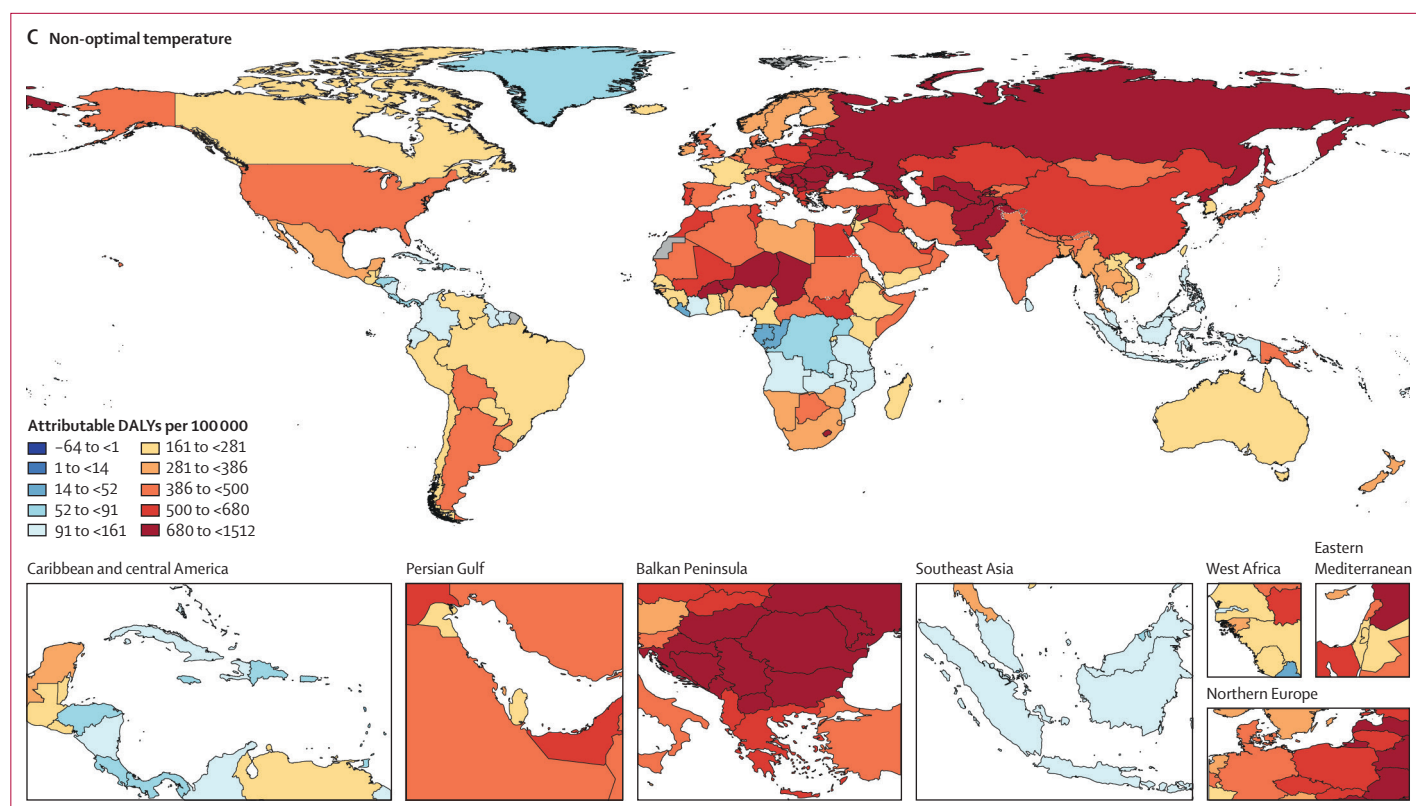 C Non-optimal temperature
Attributable DALYs per 100 000
−64 to <1
1 to <14
14 to <52
52 to <91
91 to <161
161 to <281
281 to <386
386 to <500
500 to <680
680 to <1512
Caribbean and central America
Persian Gulf
Balkan Peninsula
Southeast Asia
West Africa
Eastern
Mediterranean
Northern Europe